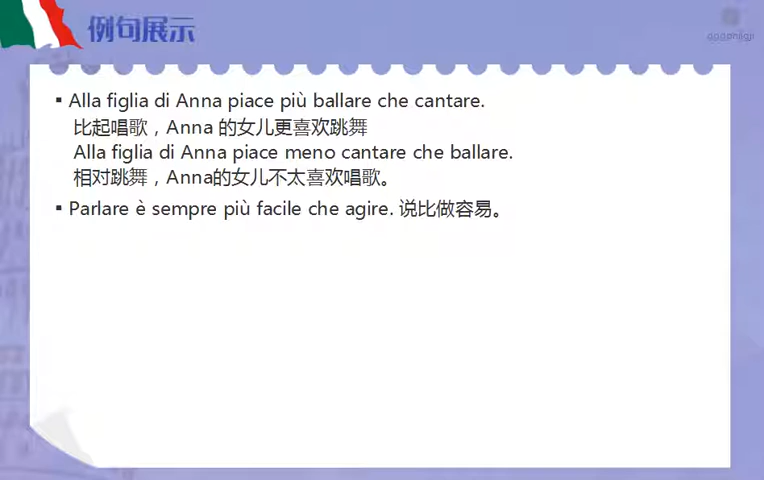 例句展示
▪ Alla figlia di Anna piace più ballare che cantare.
比起唱歌，Anna 的女儿更喜欢跳舞
Alla figlia di Anna piace meno cantare che ballare.
相对跳舞，Anna的女儿不太喜欢唱歌。
▪ Parlare è sempre più facile che agire. 说比做容易。